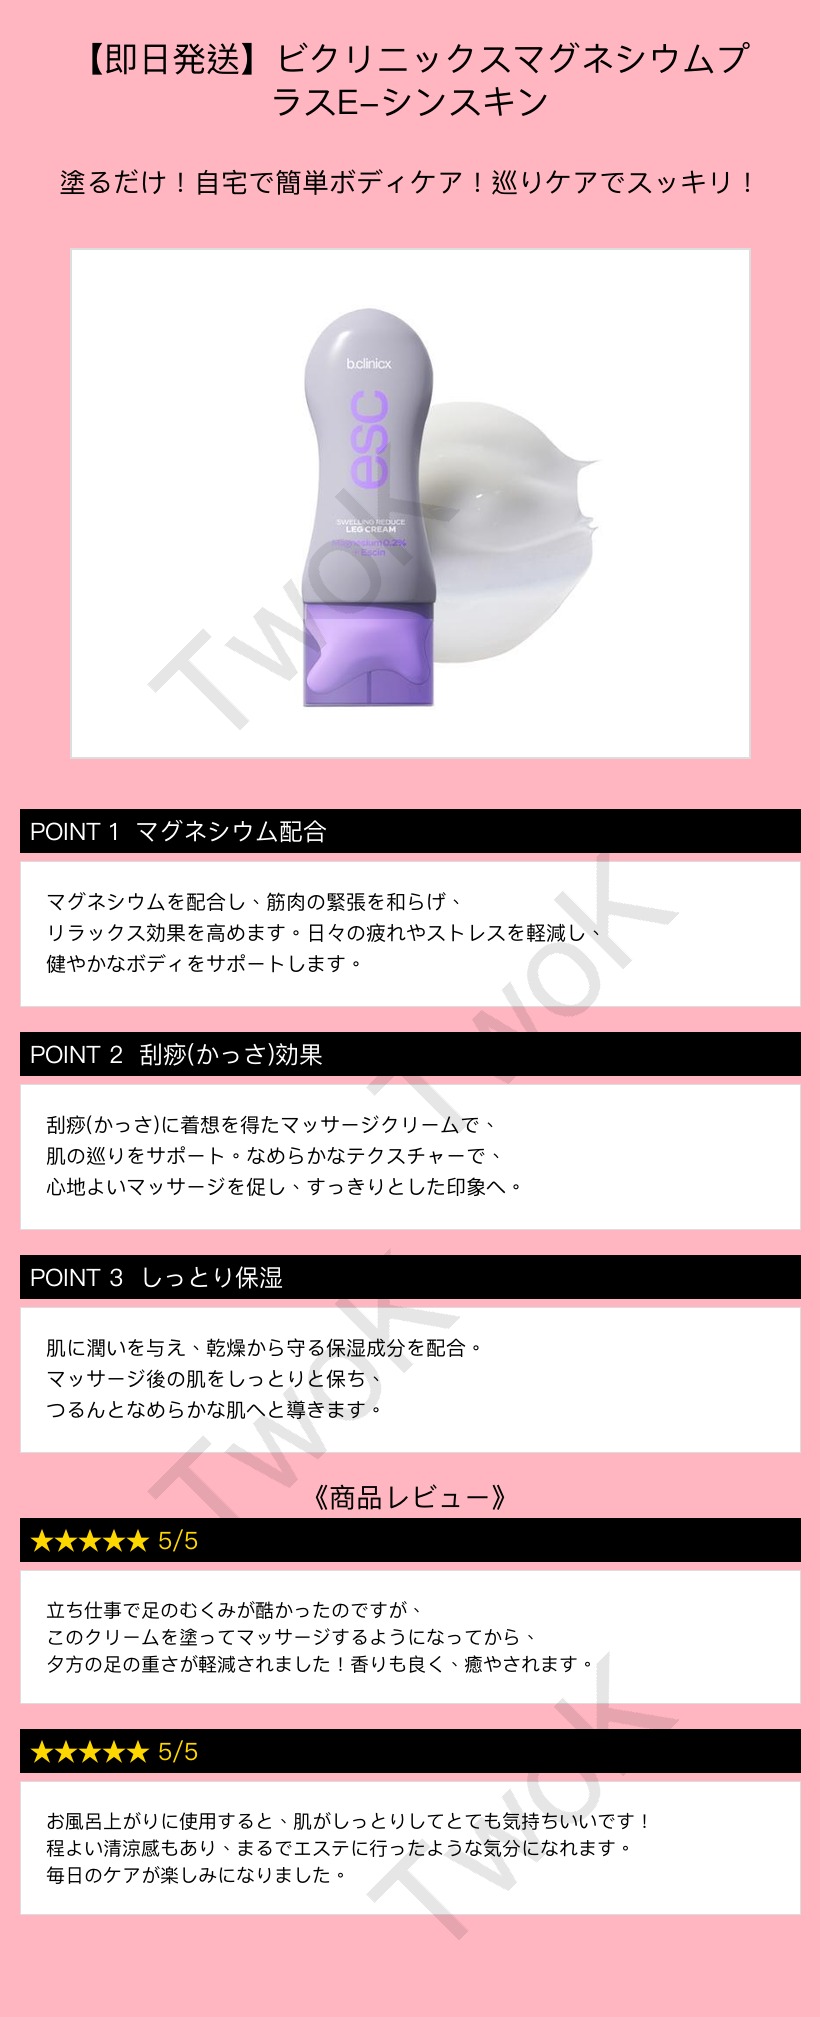 【即日発送】ビクリニックスマグネシウムプ
ラスE−シンスキン
塗るだけ！自宅で簡単ボディケア！巡りケアでスッキリ！
b.clinicx
esc
SWELLING REDUCE
LEG CREAM
Magnesium 0.2%
+ Escin
TwoK
POINT 1 マグネシウム配合
マグネシウムを配合し、筋肉の緊張を和らげ、
リラックス効果を高めます。日々の疲れやストレスを軽減し、
健やかなボディをサポートします。
TwoK
POINT 2 刮痧(かっさ)効果
刮痧(かっさ)に着想を得たマッサージクリームで、
肌の巡りをサポート。なめらかなテクスチャーで、
心地よいマッサージを促し、すっきりとした印象へ。
POINT 3 しっとり保湿
肌に潤いを与え、乾燥から守る保湿成分を配合。
マッサージ後の肌をしっとりと保ち、
つるんとなめらかな肌へと導きます。
TwoK
《商品レビュー》
★★★★★ 5/5
立ち仕事で足のむくみが酷かったのですが、
このクリームを塗ってマッサージするようになってから、
夕方の足の重さが軽減されました！香りも良く、癒やされます。
★★★★★ 5/5
お風呂上がりに使用すると、肌がしっとりしてとても気持ちいいです！
程よい清涼感もあり、まるでエステに行ったような気分になれます。
毎日のケアが楽しみになりました。
TwoK